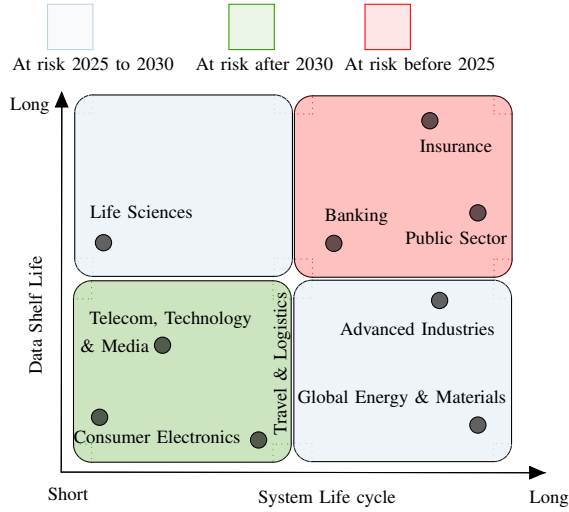 At risk 2025 to 2030
At risk after 2030
At risk before 2025
Long
Insurance
Life Sciences
Banking
Public Sector
Data Shelf Life
Telecom, Technology
& Media
Travel & Logistics
Advanced Industries
Global Energy & Materials
Consumer Electronics
Short
System Life cycle
Long